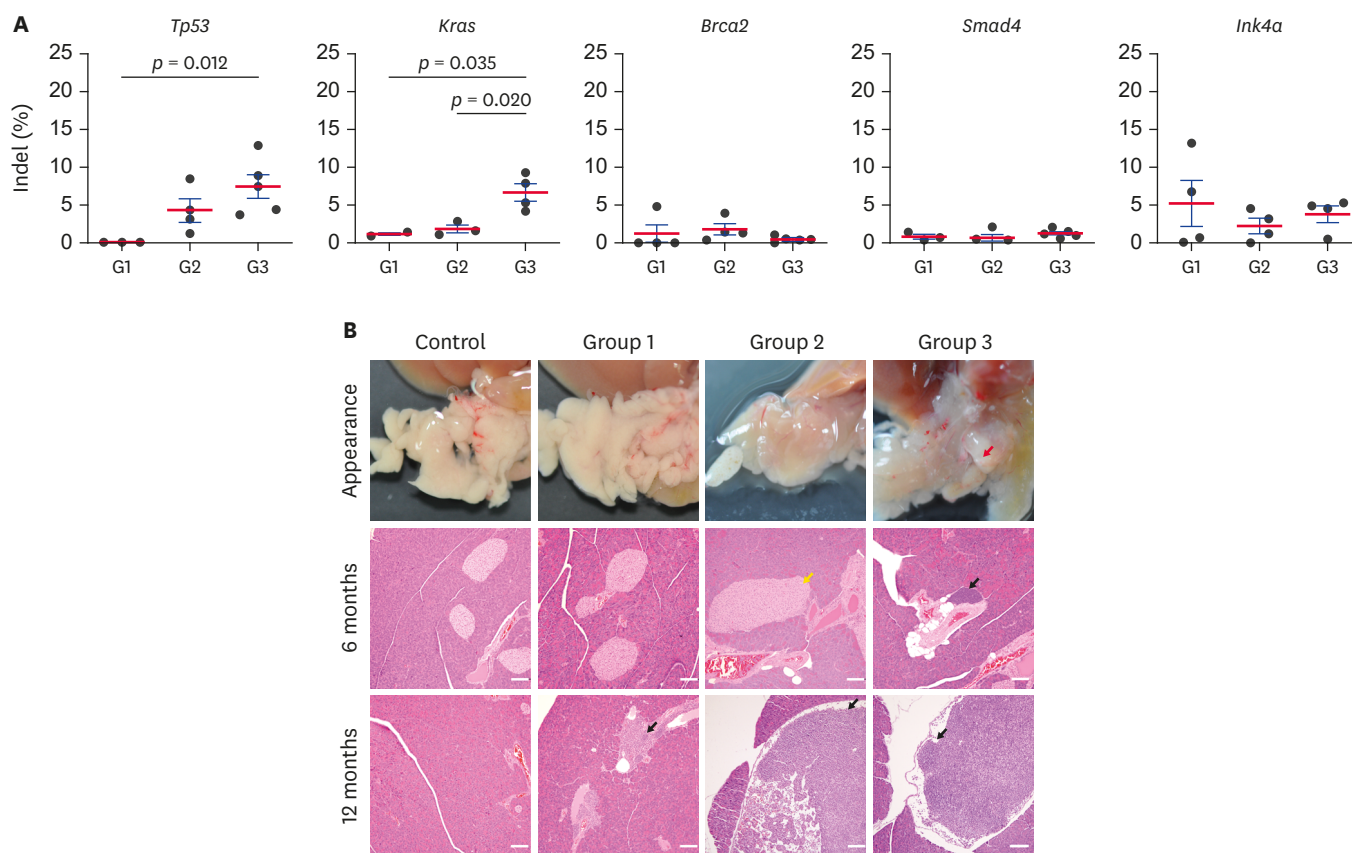 A
Tp53
Kras
Brca2
Smad4
Ink4a
Indel (%)
25
20
15
10
5
0
p = 0.012
G1
G2
G3
25
20
15
10
5
0
p = 0.035
p = 0.020
G1
G2
G3
25
20
15
10
5
0
G1
G2
G3
25
20
15
10
5
0
G1
G2
G3
25
20
15
10
5
0
G1
G2
G3
B
Control
Group 1
Group 2
Group 3
Appearance
6 months
12 months